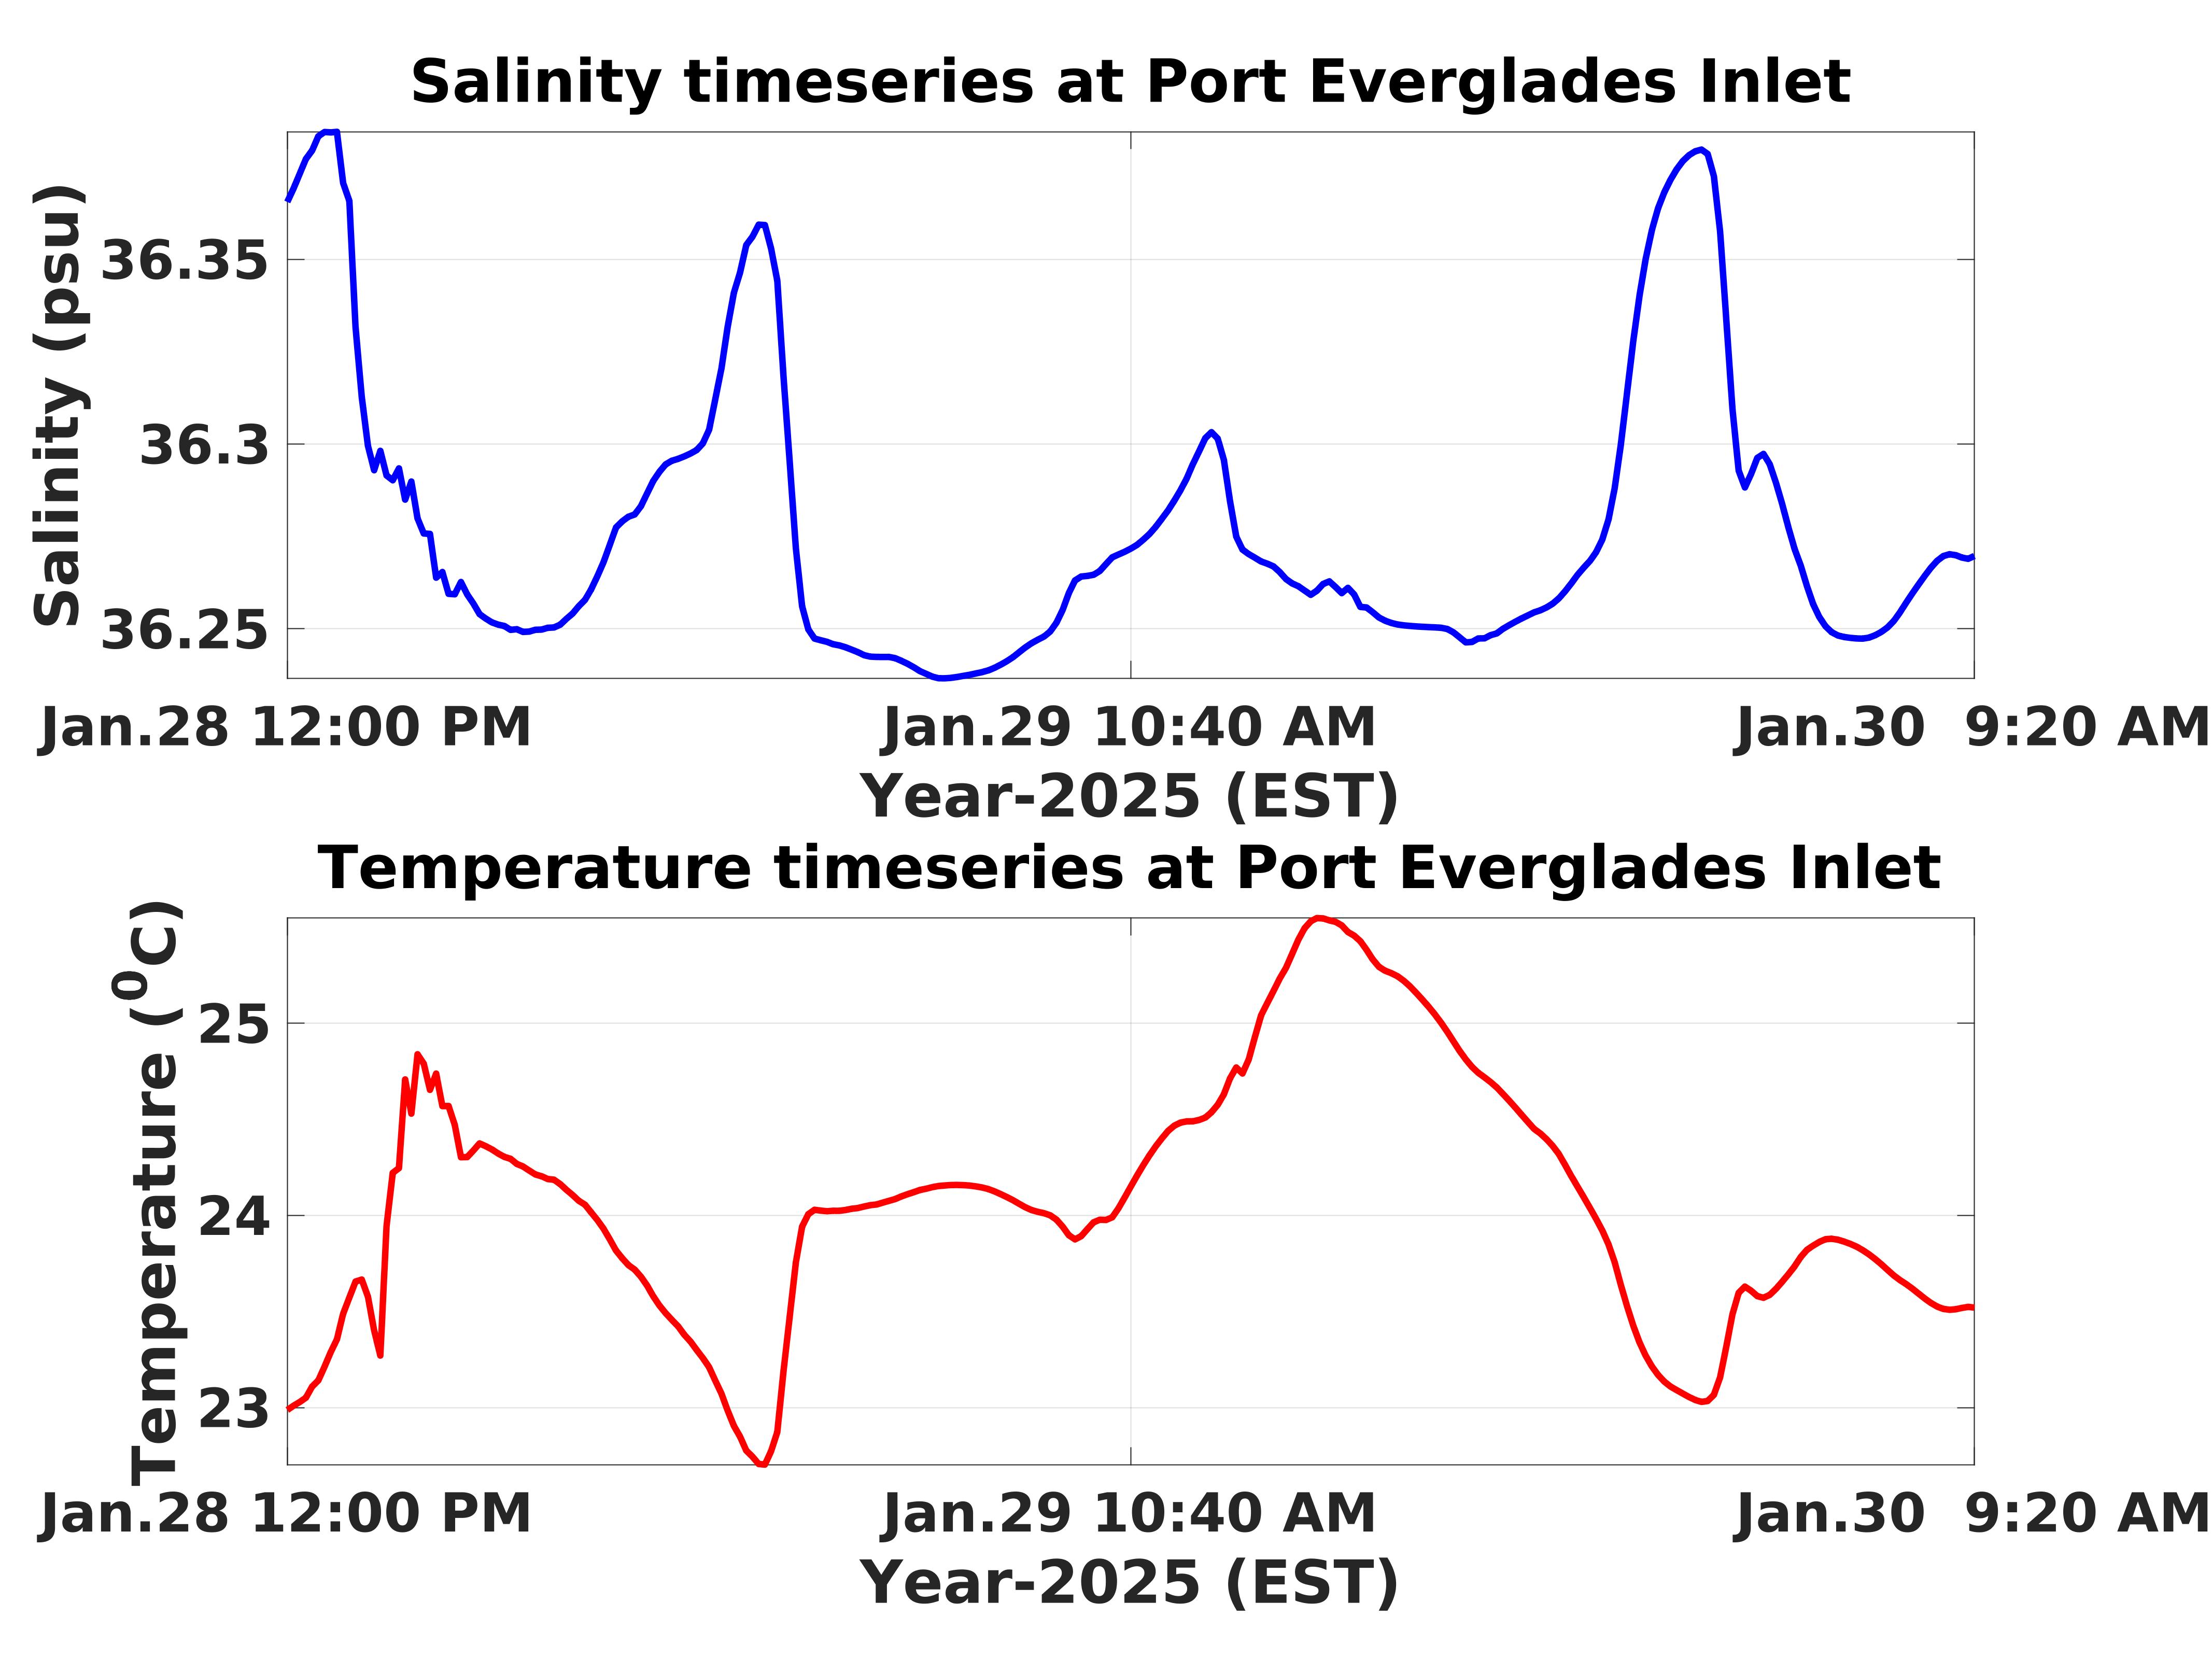 Salinity timeseries at Port Everglades Inlet
Salinity (psu)
36.35
36.3
36.25
Jan.28 12:00 PM Jan.29 10:40 AM Jan.30  9:20 AM
Year-2025 (EST)
Temperature timeseries at Port Everglades Inlet
Temperature (⁰C)
25
24
23
Jan.28 12:00 PM Jan.29 10:40 AM Jan.30  9:20 AM
Year-2025 (EST)